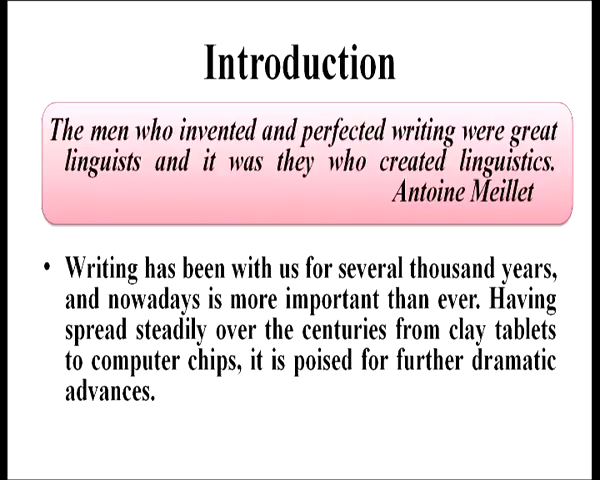 Introduction
The men who invented and perfected writing were great
linguists and it was they who created linguistics.
Antoine Meillet
• Writing has been with us for several thousand years,
and nowadays is more important than ever. Having
spread steadily over the centuries from clay tablets
to computer chips, it is poised for further dramatic
advances.